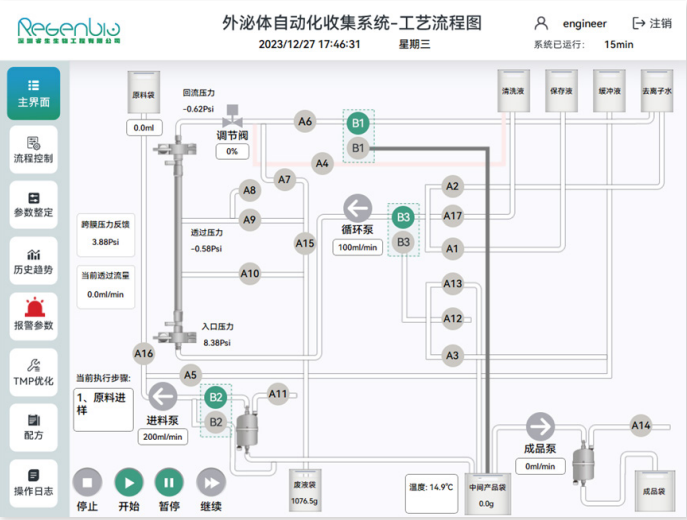 Regenbio
外泌体自动化收集系统-工艺流程图
engineer
注销
2023/12/27 17:46:31
星期三
系统已运行：
15min
主界面
流程控制
参数整定
历史趋势
报警参数
TMP优化
配方
操作日志
原料袋
0.0ml
回流压力
-0.62Psi
调节阀
0%
清洗液
保存液
缓冲液
去离子水
A6
B1
B1
A4
A7
A8
A9
A2
A17
A1
循环泵
100ml/min
B3
B3
跨膜压力反馈
3.88Psi
透过压力
-0.58Psi
A15
当前透过流量
0.0ml/min
A10
A13
A12
A3
入口压力
8.38Psi
A16
A5
当前执行步骤:
1、原料进
样
进料泵
200ml/min
B2
B2
A11
成品泵
0ml/min
A14
停止
开始
暂停
继续
废液袋
1076.5g
温度: 14.9℃
中间产品袋
0.0g
成品袋